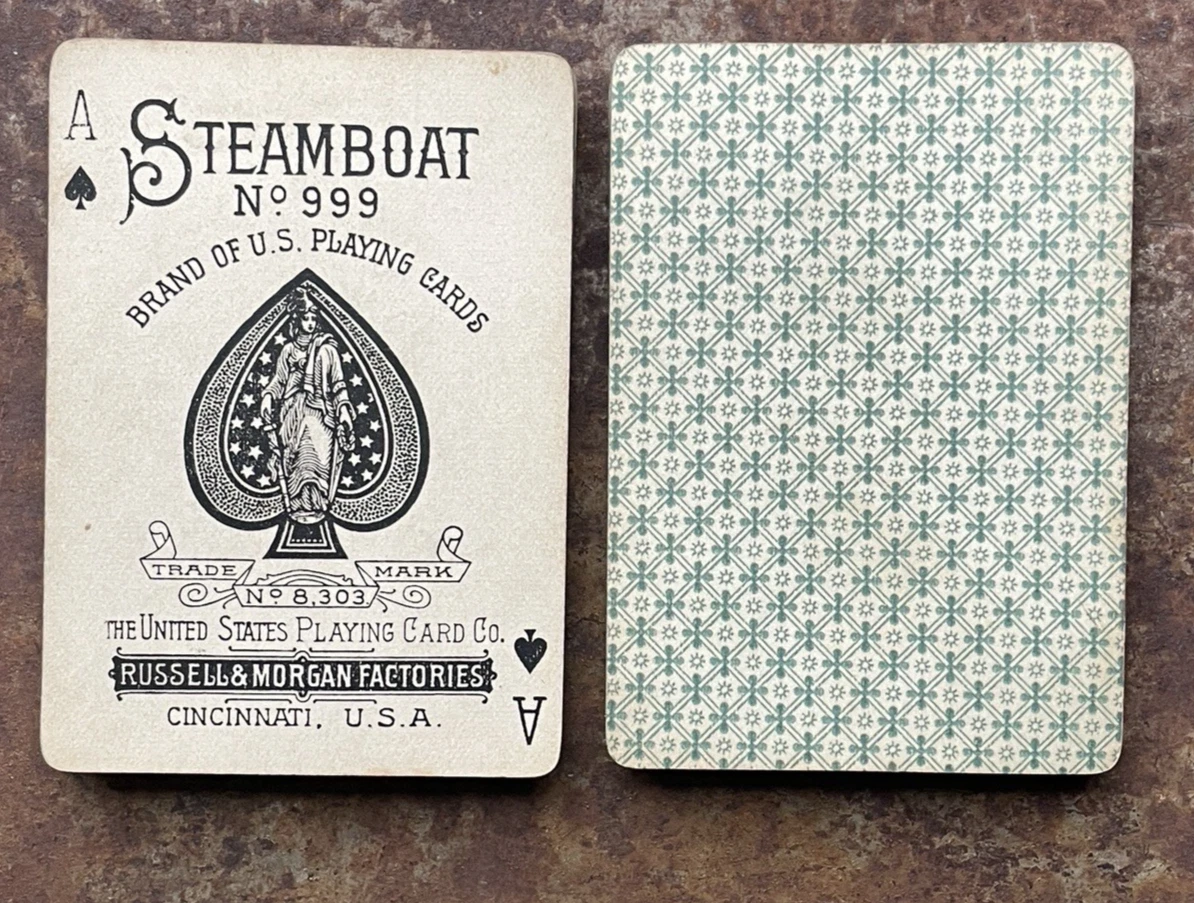 A
STEAMBOAT
Nº 999
BRAND OF U.S. PLAYING CARDS
TRADE MARK
Nº 8,303
THE UNITED STATES PLAYING CARD CO.
RUSSELL & MORGAN FACTORIES
CINCINNATI, U.S.A.
A